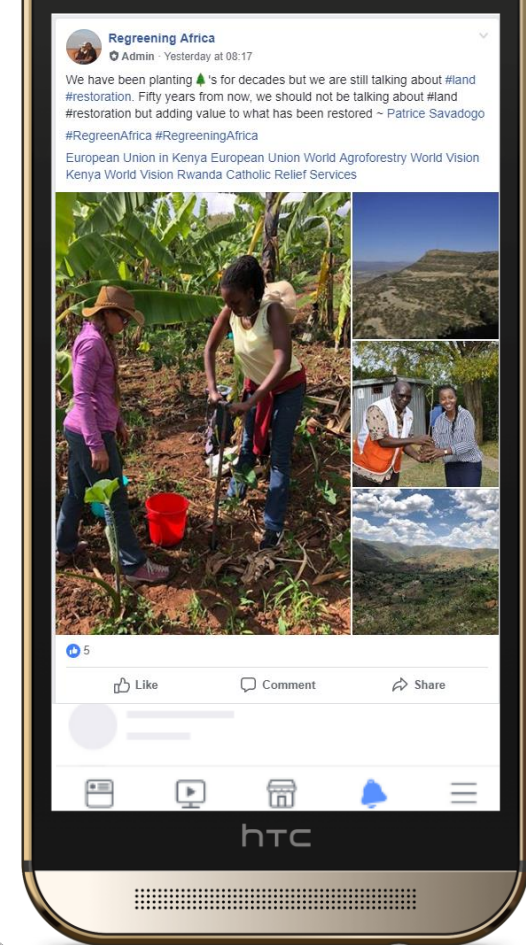 Regreening Africa
Admin · Yesterday at 08:17
We have been planting 🌲's for decades but we are still talking about #land
#restoration. Fifty years from now, we should not be talking about #land
#restoration but adding value to what has been restored ~ Patrice Savadogo
#RegreenAfrica #RegreeningAfrica
European Union in Kenya European Union World Agroforestry World Vision
Kenya World Vision Rwanda Catholic Relief Services
5
Like Comment Share
hTC